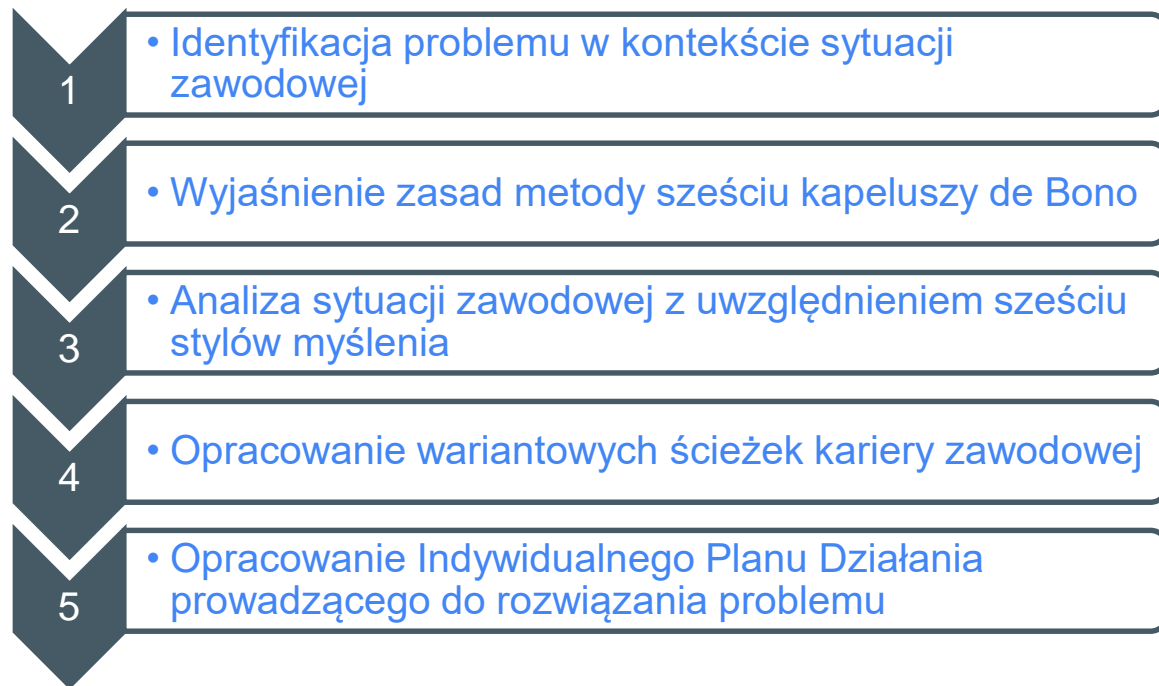 1
• Identyfikacja problemu w kontekście sytuacji
zawodowej
2
• Wyjaśnienie zasad metody sześciu kapeluszy de Bono
3
• Analiza sytuacji zawodowej z uwzględnieniem sześciu
stylów myślenia
4
• Opracowanie wariantowych ścieżek kariery zawodowej
5
• Opracowanie Indywidualnego Planu Działania
prowadzącego do rozwiązania problemu